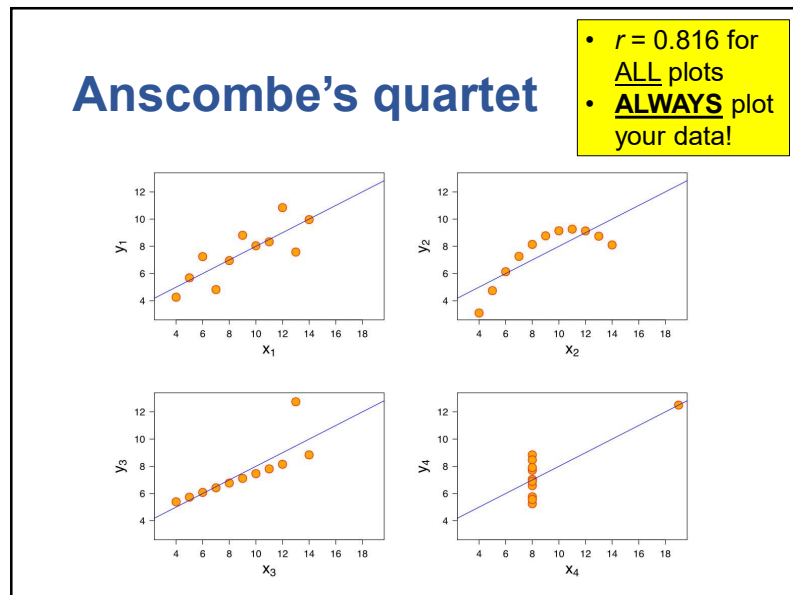 Anscombe's quartet
• r = 0.816 for
ALL plots
• ALWAYS plot
your data!
12
10
8
6
4
y₁
4 6 8 10 12 14 16 18
x₁
12
10
8
6
4
y₂
4 6 8 10 12 14 16 18
x₂
12
10
8
6
4
y₃
4 6 8 10 12 14 16 18
x₃
12
10
8
6
4
y₄
4 6 8 10 12 14 16 18
x₄